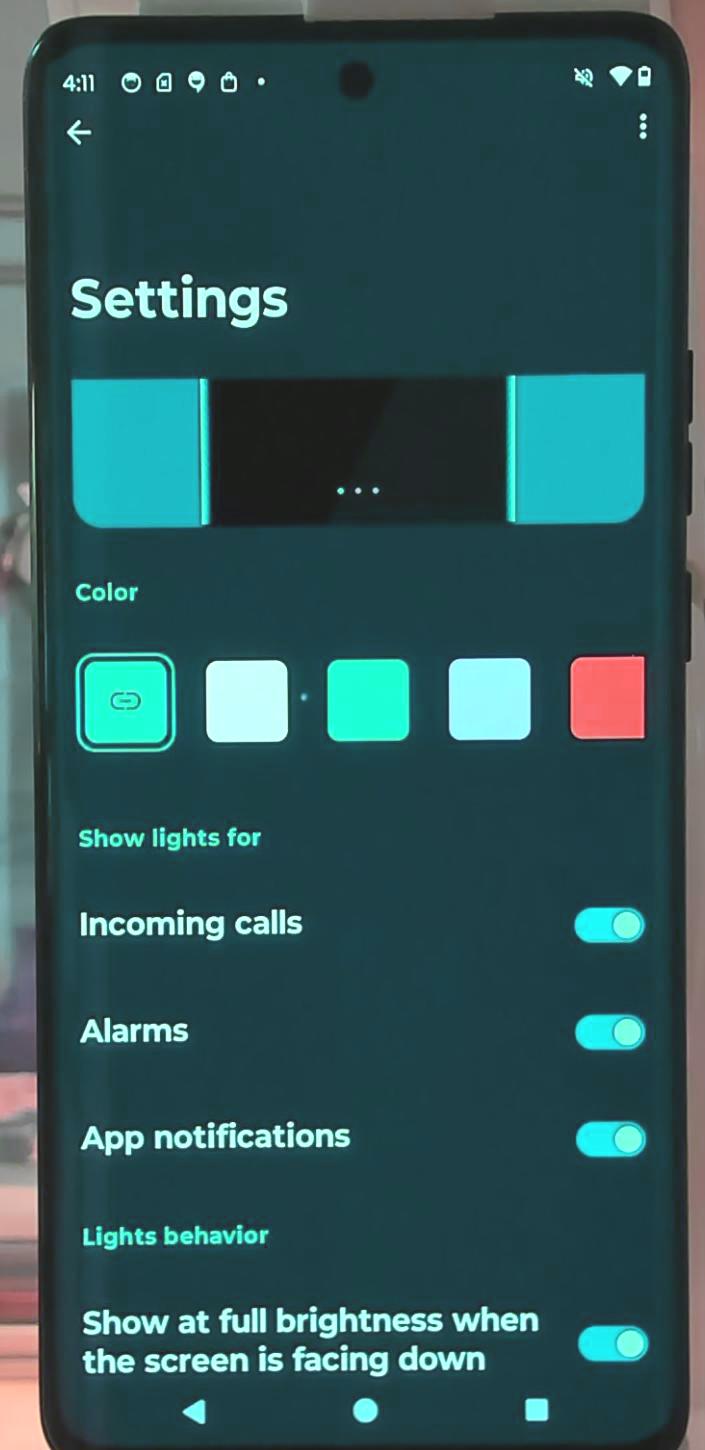 4:11
Settings
Color
Show lights for
Incoming calls
Alarms
App notifications
Lights behavior
Show at full brightness when
the screen is facing down